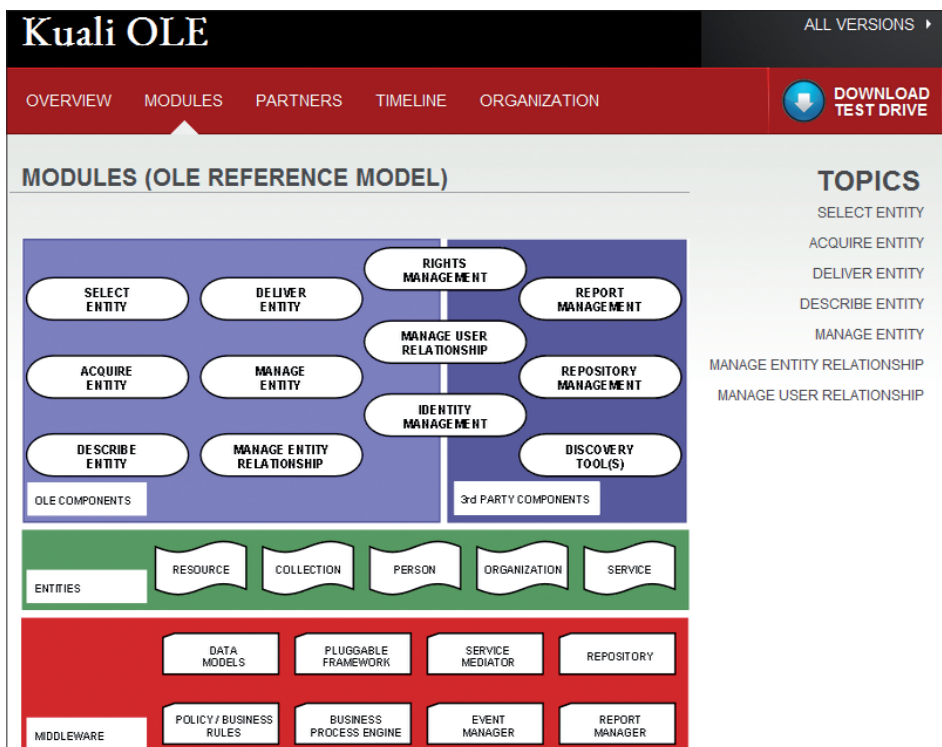 Kuali OLE
ALL VERSIONS
OVERVIEW MODULES PARTNERS TIMELINE ORGANIZATION
DOWNLOAD
TEST DRIVE
MODULES (OLE REFERENCE MODEL)
TOPICS
SELECT ENTITY
ACQUIRE ENTITY
DELIVER ENTITY
DESCRIBE ENTITY
MANAGE ENTITY
MANAGE ENTITY RELATIONSHIP
MANAGE USER RELATIONSHIP
SELECT
ENTITY
DELIVER
ENTITY
RIGHTS
MANAGEMENT
REPORT
MANAGEMENT
ACQUIRE
ENTITY
MANAGE
ENTITY
MANAGE USER
RELATIONSHIP
REPOSITORY
MANAGEMENT
DESCRIBE
ENTITY
MANAGE ENTITY
RELATIONSHIP
IDENTITY
MANAGEMENT
DISCOVERY
TOOL(S)
OLE COMPONENTS
3rd PARTY COMPONENTS
RESOURCE
COLLECTION
PERSON
ORGANIZATION
SERVICE
ENTITIES
DATA
MODELS
PLUGGABLE
FRAMEWORK
SERVICE
MEDIATOR
REPOSITORY
POLICY / BUSINESS
RULES
BUSINESS
PROCESS ENGINE
EVENT
MANAGER
REPORT
MANAGER
MIDDLEWARE